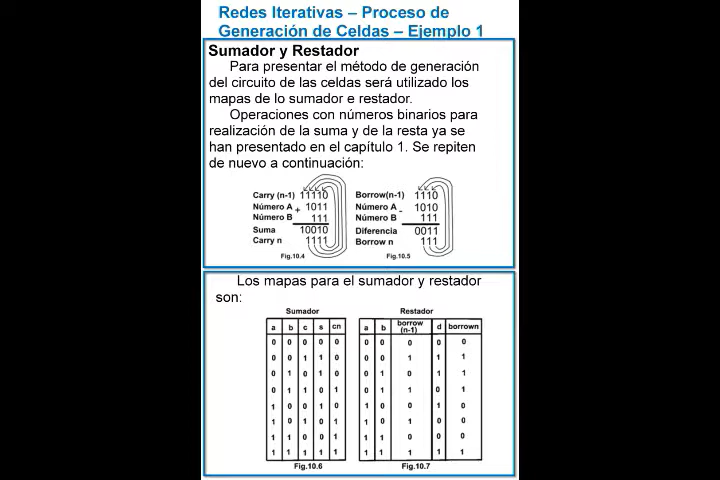 Redes Iterativas – Proceso de
Generación de Celdas – Ejemplo 1
Sumador y Restador
Para presentar el método de generación
del circuito de las celdas será utilizado los
mapas de lo sumador e restador.
Operaciones con números binarios para
realización de la suma y de la resta ya se
han presentado en el capítulo 1. Se repiten
de nuevo a continuación:
Carry (n-1) 11110
Número A + 1011
Número B 111
Suma 10010
Carry n 1111
Fig.10.4
Borrow(n-1) 1110
Número A - 1010
Número B 111
Diferencia 0011
Borrow n 111
Fig.10.5
Los mapas para el sumador y restador
son:
Sumador
a b c s cn
0 0 0 0 0
0 0 1 1 0
0 1 0 1 0
0 1 1 0 1
1 0 0 1 0
1 0 1 0 1
1 1 0 0 1
1 1 1 1 1
Fig.10.6
Restador
a b borrow (n-1) d borrown
0 0 0 0 0
0 0 1 1 1
0 1 0 1 1
0 1 1 0 1
1 0 0 1 0
1 0 1 0 0
1 1 0 0 0
1 1 1 1 1
Fig.10.7